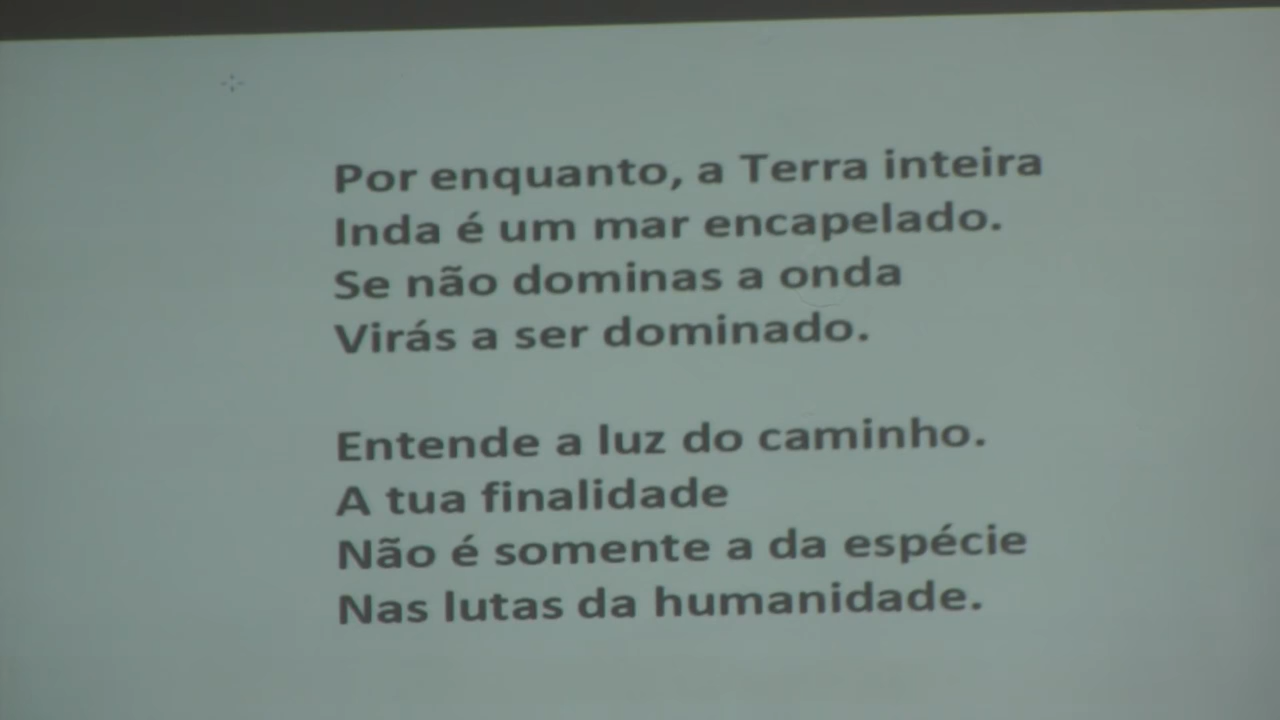 Por enquanto, a Terra inteira
Inda é um mar encapelado.
Se não dominas a onda
Virás a ser dominado.
Entende a luz do caminho.
A tua finalidade
Não é somente a da espécie
Nas lutas da humanidade.